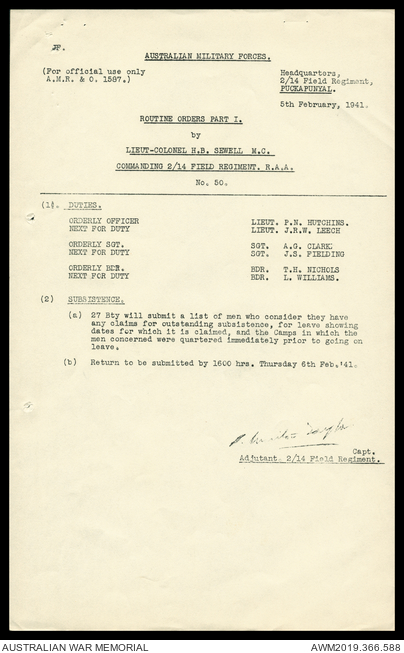 AUSTRALIAN MILITARY FORCES.
(For official use only
A.M.R. & O. 1587.)
Headquarters,
2/14 Field Regiment,
PUCKAPUNYAL.
5th February, 1941.
ROUTINE ORDERS PART I.
by
LIEUT-COLONEL H.B. SEWELL M.C.
COMMANDING 2/14 FIELD REGIMENT. R.A.A.
No. 50.
(1). DUTIES.
ORDERLY OFFICER LIEUT. P.N. HUTCHINS.
NEXT FOR DUTY LIEUT. J.R.W. LEECH
ORDERLY SGT. SGT. A.G. CLARK
NEXT FOR DUTY SGT. J.S. FIELDING
ORDERLY BDR. BDR. T.H. NICHOLS
NEXT FOR DUTY BDR. L. WILLIAMS.
(2) SUBSISTENCE.
(a) 27 Bty will submit a list of men who consider they have
any claims for outstanding subsistence, for leave showing
dates for which it is claimed, and the Camps in which the
men concerned were quartered immediately prior to going on
leave.
(b) Return to be submitted by 1600 hrs. Thursday 6th Feb.'41.
Capt.
Adjutant. 2/14 Field Regiment.
AUSTRALIAN WAR MEMORIAL
AWM2019.366.588